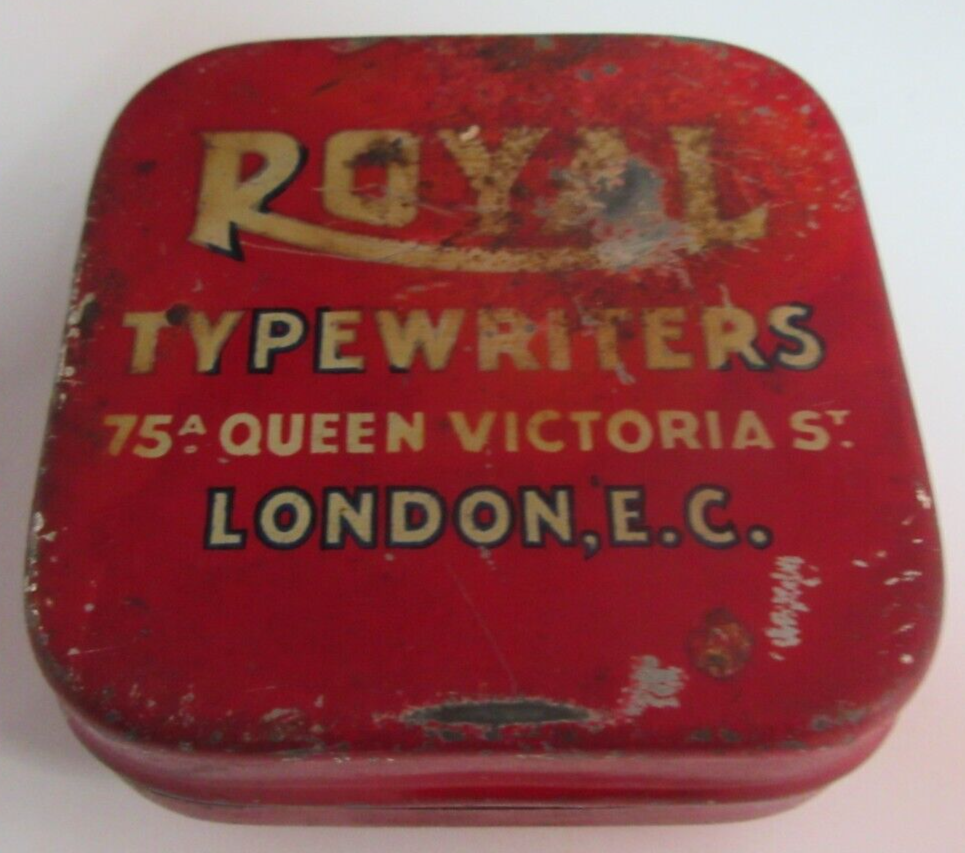 ROYAL
TYPEWRITERS
75A QUEEN VICTORIA ST.
LONDON, E.C.